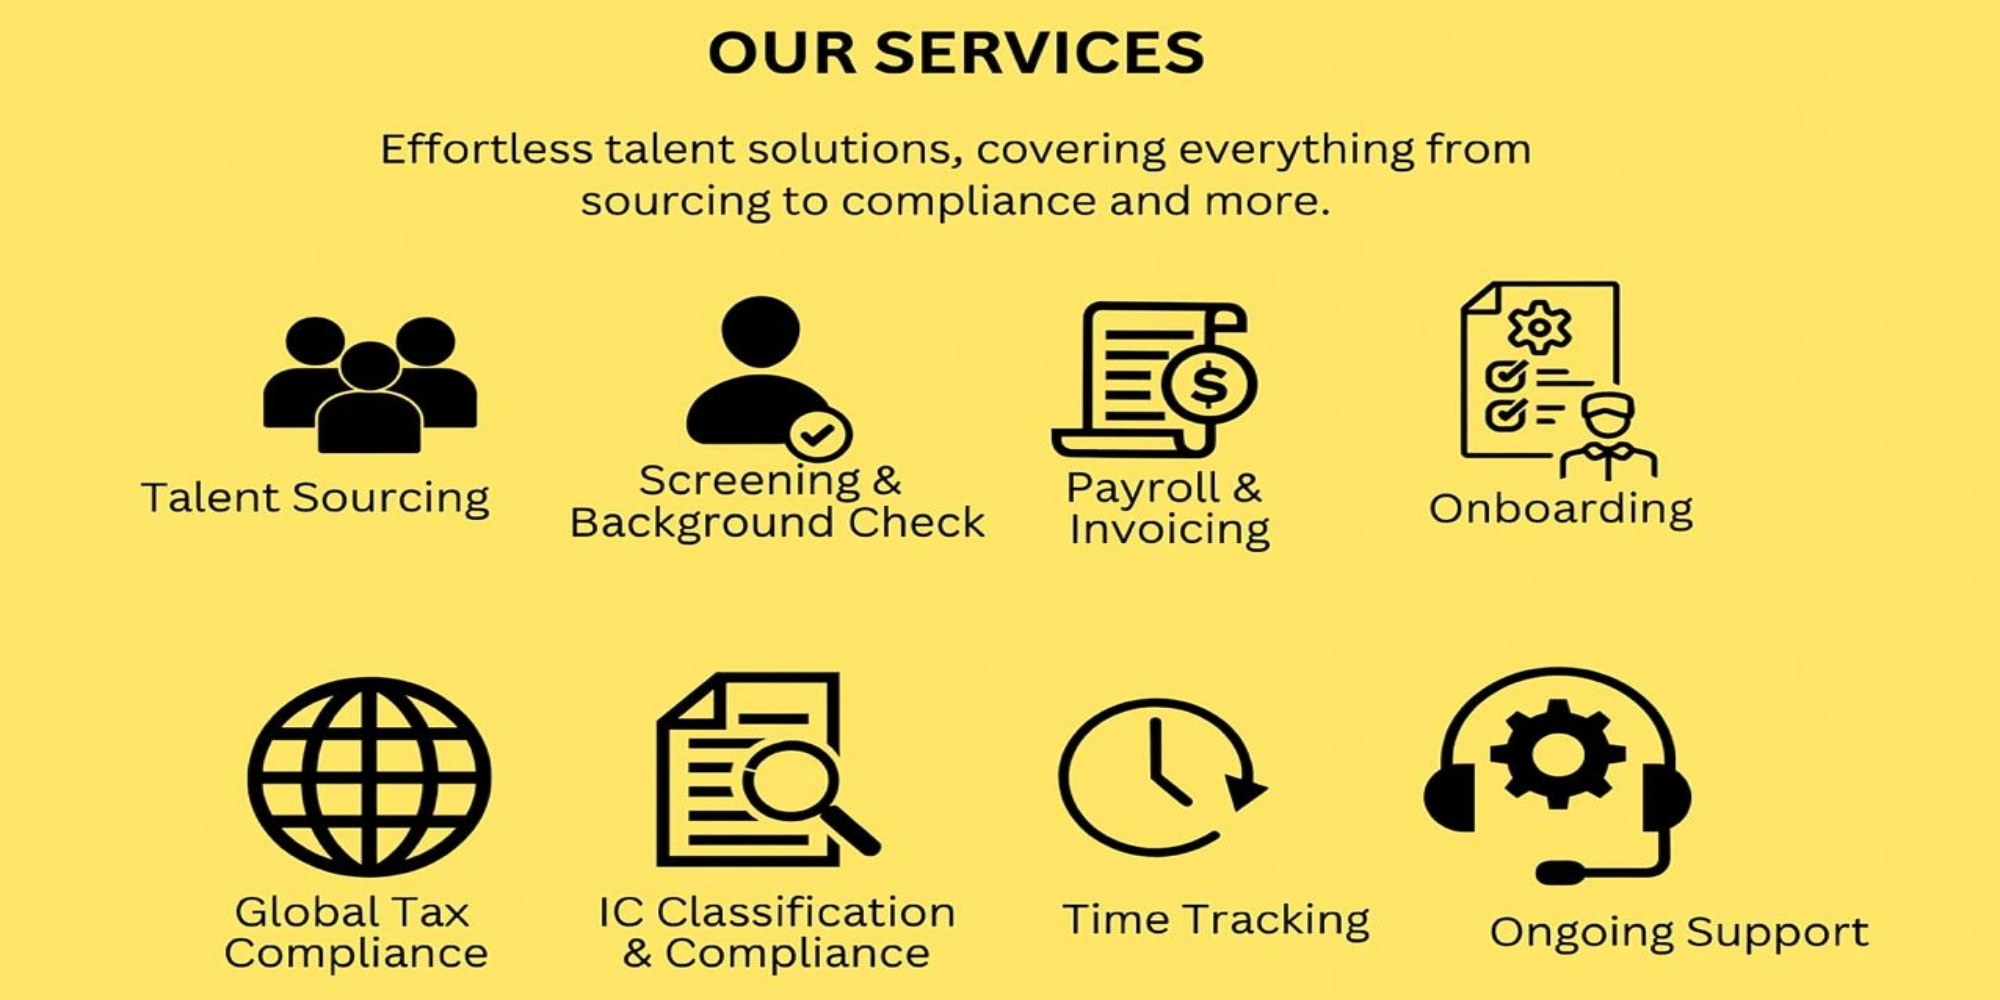 OUR SERVICES
Effortless talent solutions, covering everything from
sourcing to compliance and more.
Talent Sourcing
Screening &
Background Check
Payroll &
Invoicing
Onboarding
Global Tax
Compliance
IC Classification
& Compliance
Time Tracking
Ongoing Support